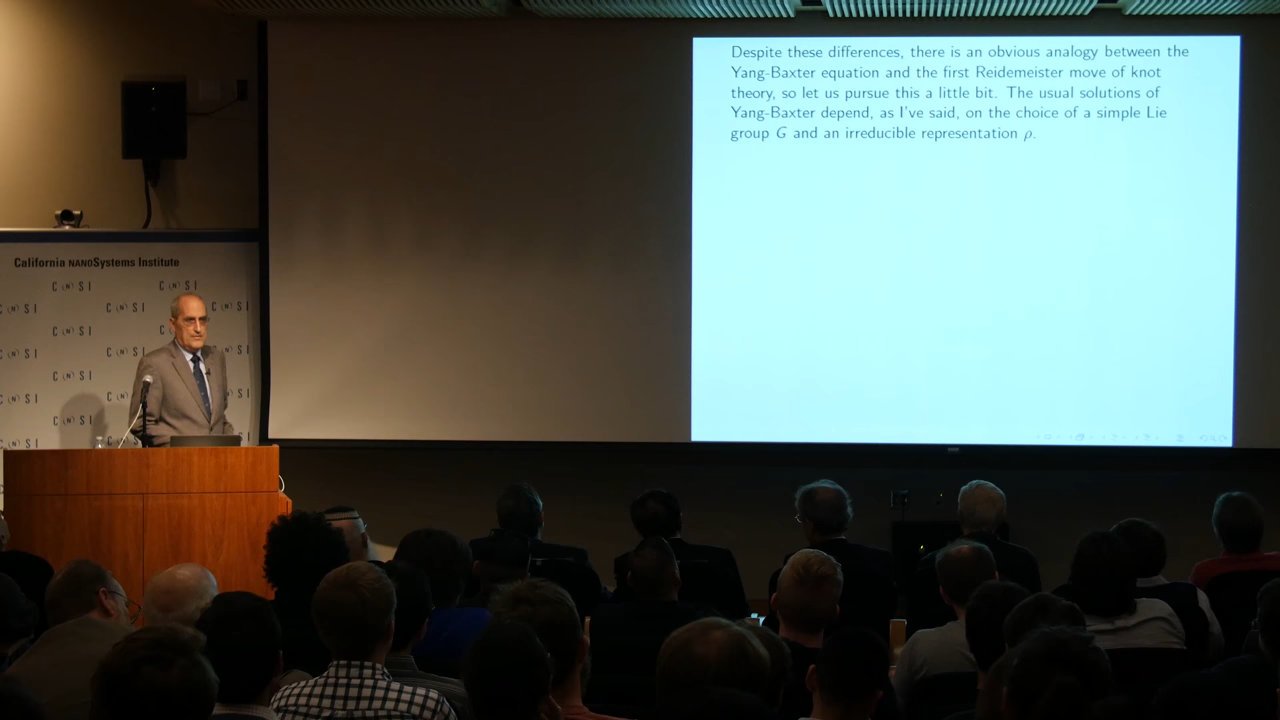 Despite these differences, there is an obvious analogy between the
Yang-Baxter equation and the first Reidemeister move of knot
theory, so let us pursue this a little bit. The usual solutions of
Yang-Baxter depend, as I've said, on the choice of a simple Lie
group G and an irreducible representation ρ.
California NANOSystems Institute
C (N) S I
C (N) S I
C (N) S I
C (N) S I
C (N) S I
C (N) S I
C (N) S I
C (N) S I
C (N) S I
C (N) S I